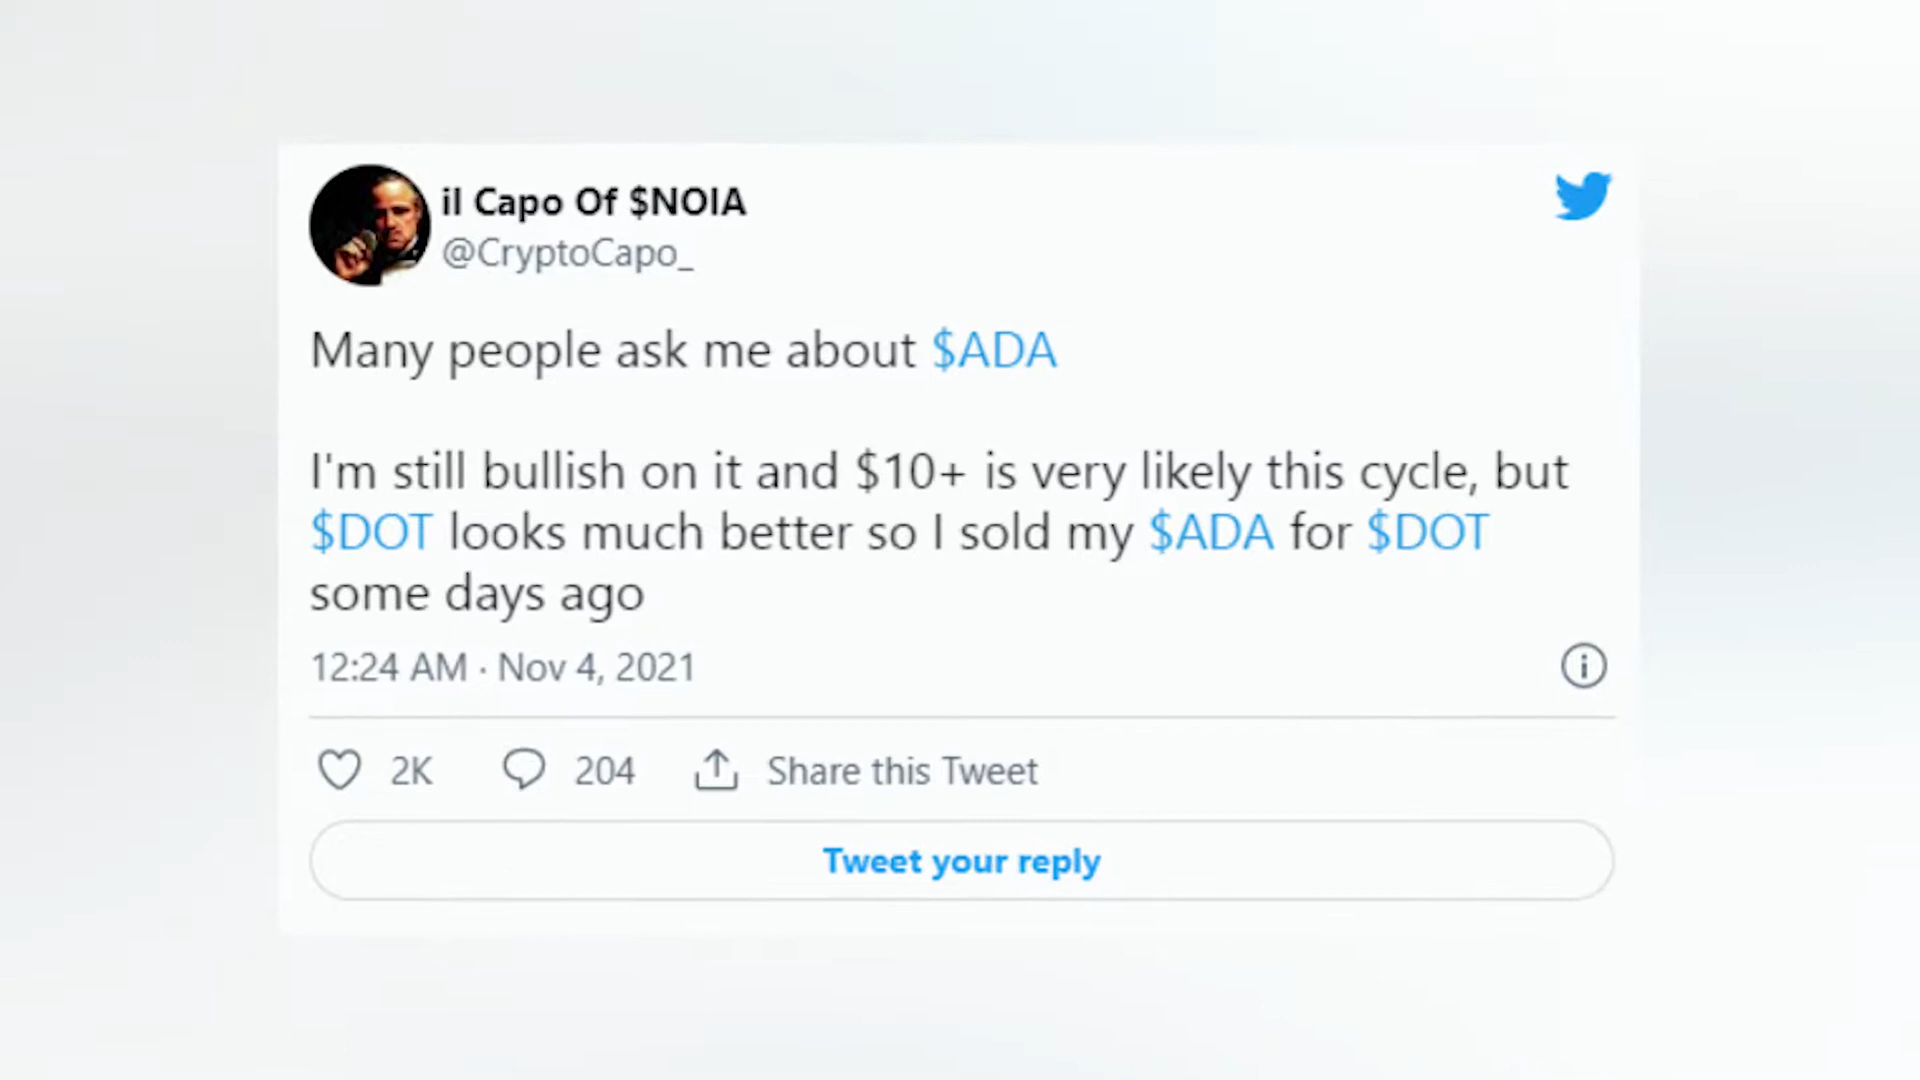 il Capo Of $NOIA
@CryptoCapo_
Many people ask me about $ADA
I'm still bullish on it and $10+ is very likely this cycle, but
$DOT looks much better so I sold my $ADA for $DOT
some days ago
12:24 AM · Nov 4, 2021
2K 204 Share this Tweet
Tweet your reply